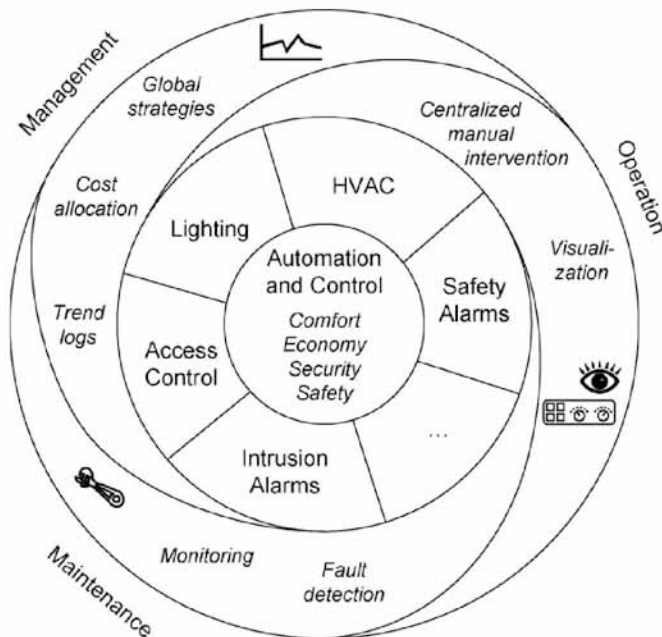 Management
Global
strategies
Cost
allocation
Trend
logs
Centralized
manual
intervention
Operation
Visuali-
zation
HVAC
Lighting
Safety
Alarms
Access
Control
Intrusion
Alarms
...
Automation
and Control
Comfort
Economy
Security
Safety
Monitoring
Fault
detection
Maintenance